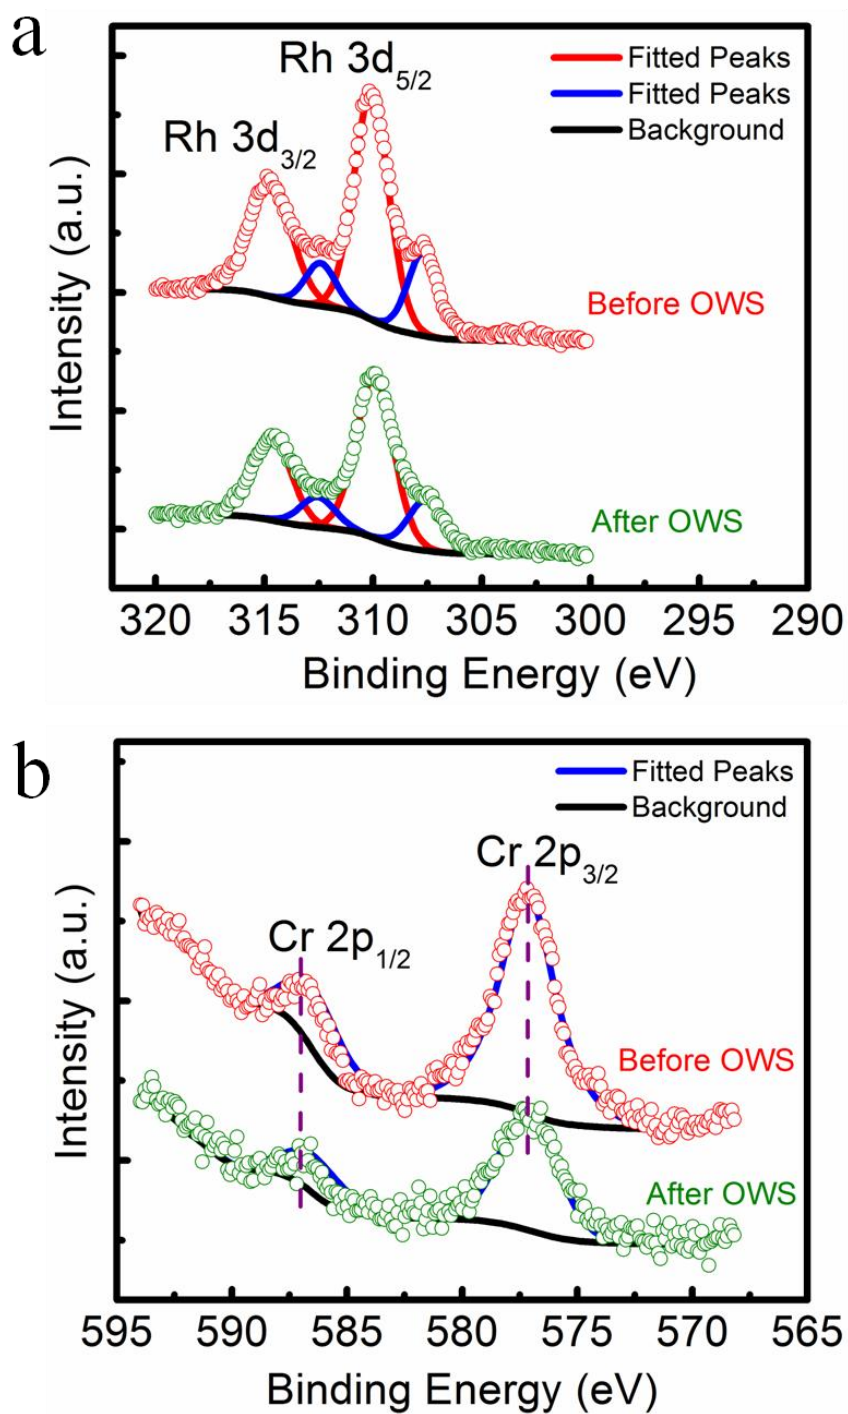 a
Rh 3d5/2
Rh 3d3/2
Fitted Peaks
Fitted Peaks
Background
Before OWS
After OWS
Intensity (a.u.)
320 315 310 305 300 295 290
Binding Energy (eV)
b
Fitted Peaks
Background
Cr 2p3/2
Cr 2p1/2
Before OWS
After OWS
Intensity (a.u.)
595 590 585 580 575 570 565
Binding Energy (eV)